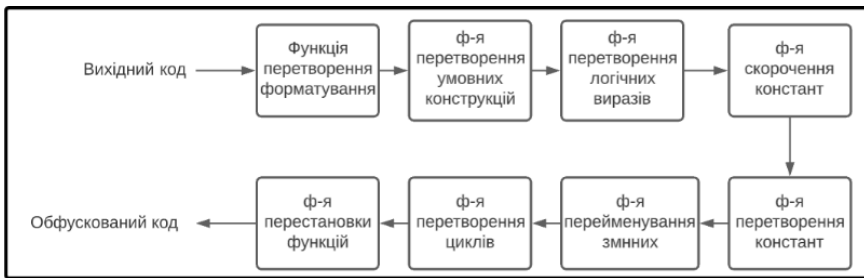 Вихідний код
Функція
перетворення
форматування
ф-я
перетворення
умовних
конструкцій
ф-я
перетворення
логічних
виразів
ф-я
скорочення
констант
Обфускований код
ф-я
перестановки
функцій
ф-я
перетворення
циклів
ф-я
перейменування
змнних
ф-я
перетворення
констант